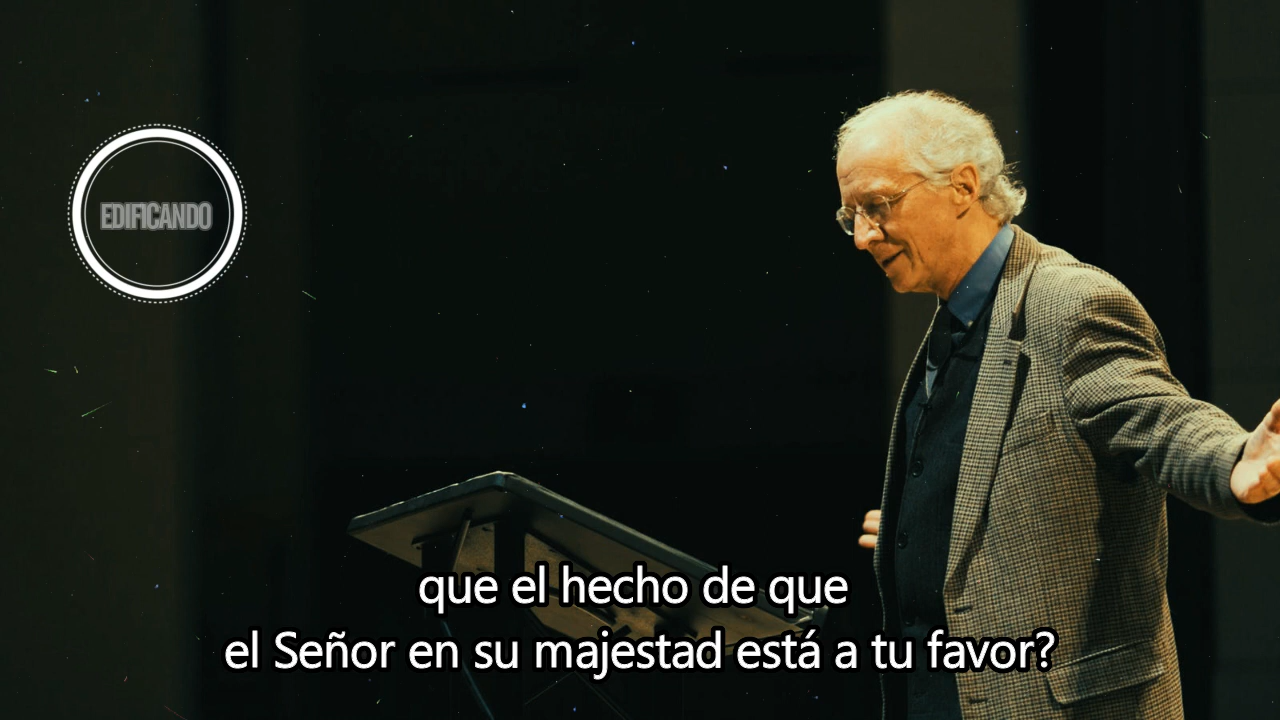 EDIFICANDO
que el hecho de que
el Señor en su majestad está a tu favor?